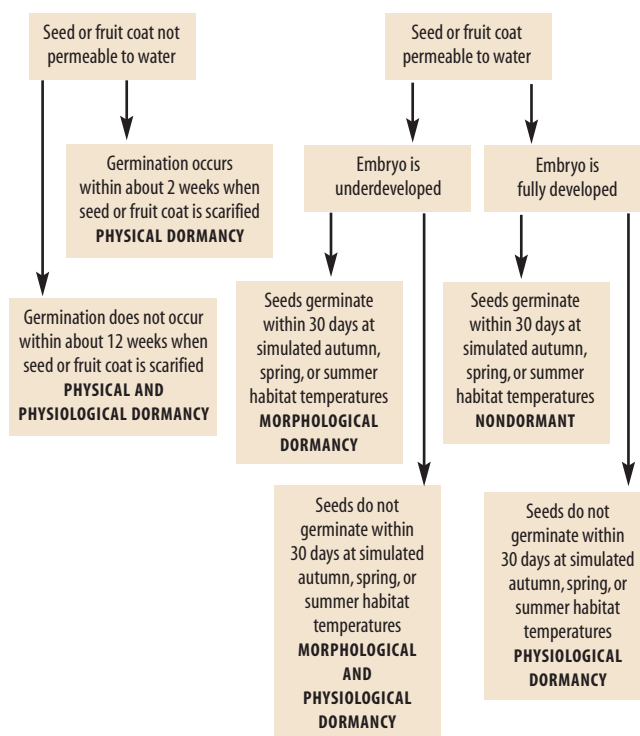 Seed or fruit coat not
permeable to water
Seed or fruit coat
permeable to water
Germination occurs
within about 2 weeks when
seed or fruit coat is scarified
PHYSICAL DORMANCY
Embryo is
underdeveloped
Embryo is
fully developed
Germination does not occur
within about 12 weeks when
seed or fruit coat is scarified
PHYSICAL AND
PHYSIOLOGICAL DORMANCY
Seeds germinate
within 30 days at
simulated autumn,
spring, or summer
habitat temperatures
MORPHOLOGICAL
DORMANCY
Seeds germinate
within 30 days at
simulated autumn,
spring, or summer
habitat temperatures
NONDORMANT
Seeds do not
germinate within
30 days at simulated
autumn, spring, or
summer habitat
temperatures
MORPHOLOGICAL
AND
PHYSIOLOGICAL
DORMANCY
Seeds do not
germinate within
30 days at simulated
autumn, spring, or
summer habitat
temperatures
PHYSIOLOGICAL
DORMANCY